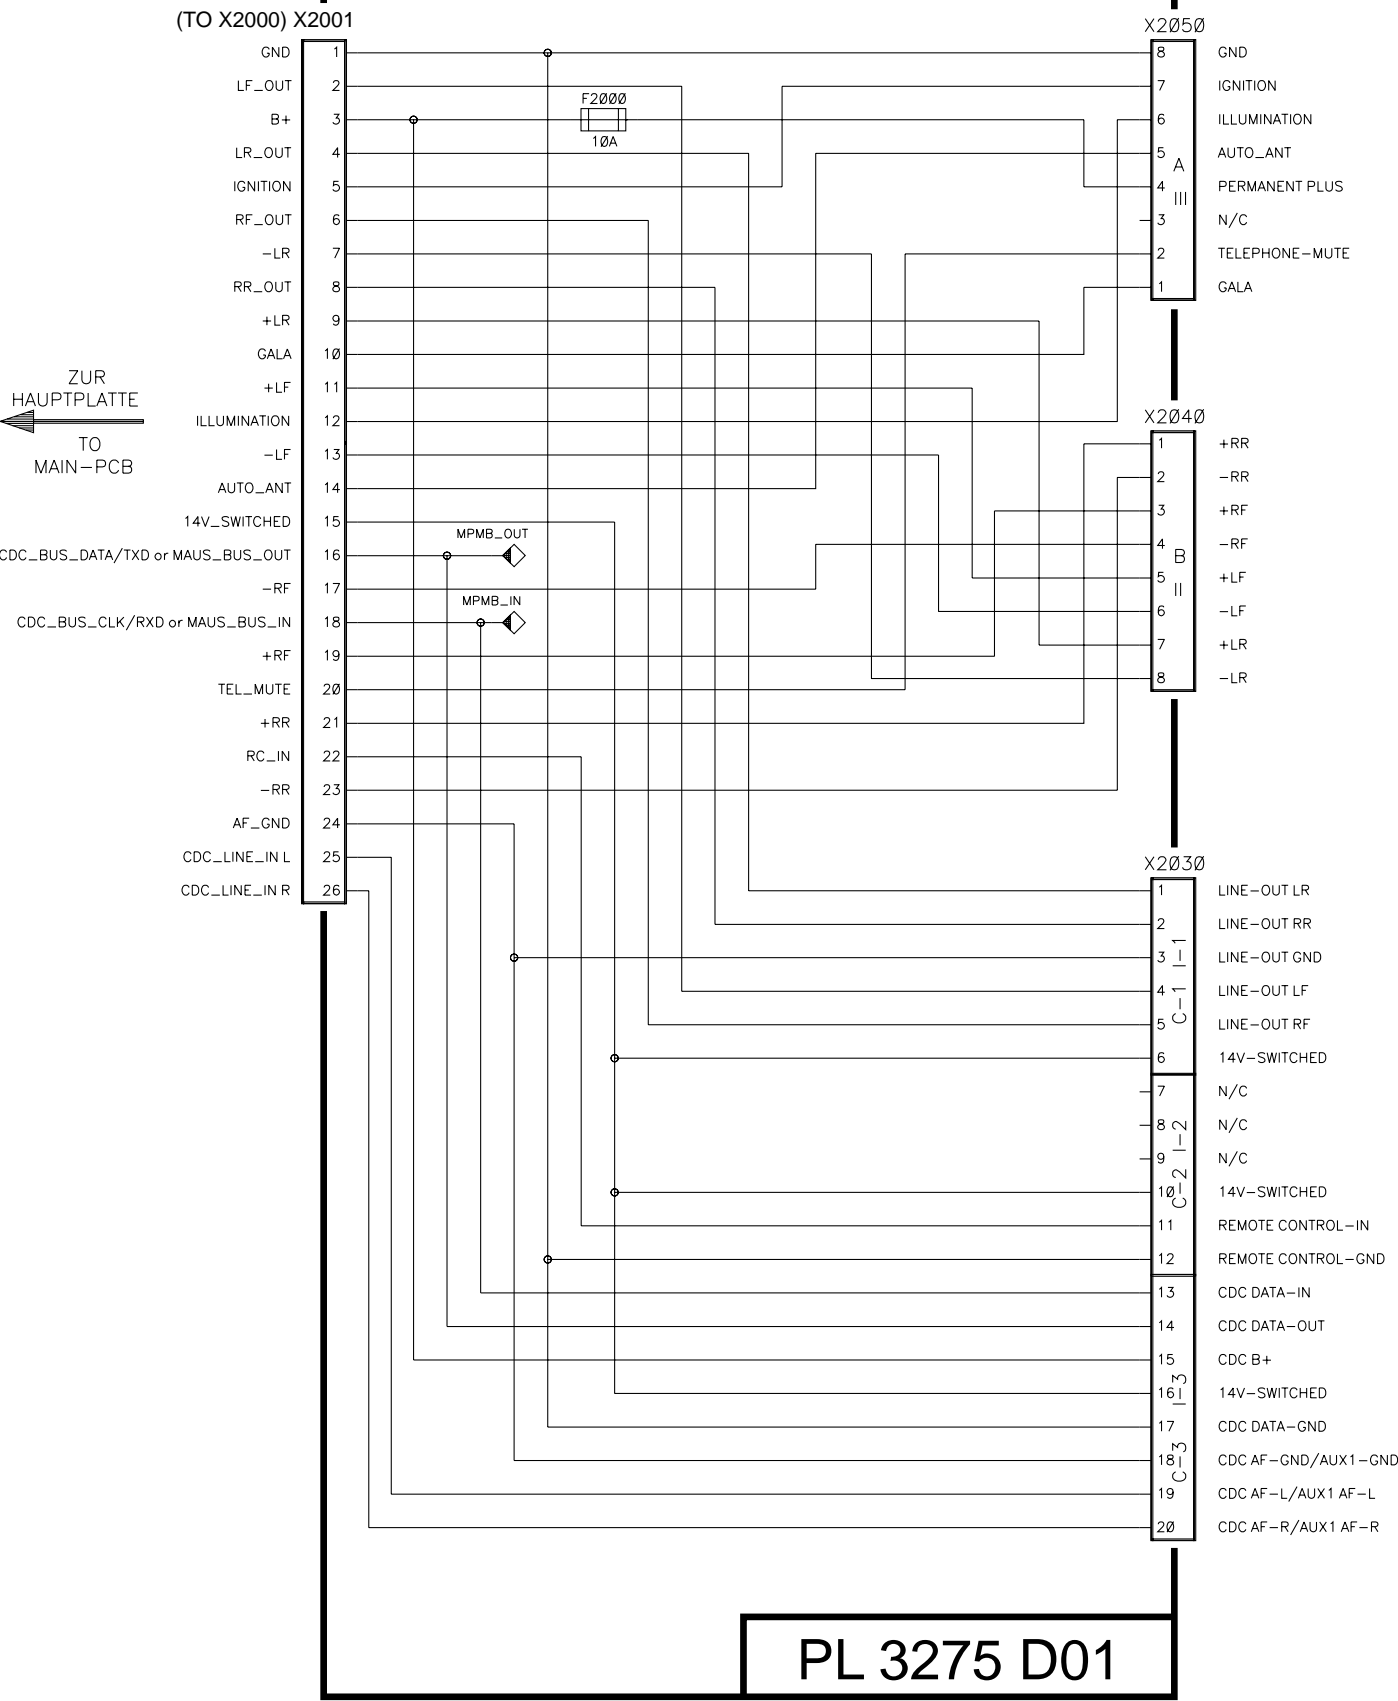 (TO X2000) X2001
GND 1
LF_OUT 2
B+ 3
LR_OUT 4
IGNITION 5
RF_OUT 6
-LR 7
RR_OUT 8
+LR 9
GALA 10
+LF 11
ILLUMINATION 12
-LF 13
AUTO_ANT 14
14V_SWITCHED 15
CDC_BUS_DATA/TXD or MAUS_BUS_OUT 16
-RF 17
CDC_BUS_CLK/RXD or MAUS_BUS_IN 18
+RF 19
TEL_MUTE 20
+RR 21
RC_IN 22
-RR 23
AF_GND 24
CDC_LINE_IN L 25
CDC_LINE_IN R 26
ZUR
HAUPTPLATTE
TO
MAIN-PCB
F2000
10A
MPMB_OUT
MPMB_IN
X2050
8 GND
7 IGNITION
6 ILLUMINATION
5 AUTO_ANT
4 PERMANENT PLUS
3 N/C
2 TELEPHONE-MUTE
1 GALA
A
III
X2040
1 +RR
2 -RR
3 +RF
4 -RF
5 +LF
6 -LF
7 +LR
8 -LR
B
II
X2030
1 LINE-OUT LR
2 LINE-OUT RR
3 LINE-OUT GND
4 LINE-OUT LF
5 LINE-OUT RF
6 14V-SWITCHED
C-1 I-1
7 N/C
8 N/C
9 N/C
10 14V-SWITCHED
11 REMOTE CONTROL-IN
12 REMOTE CONTROL-GND
C-2 I-2
13 CDC DATA-IN
14 CDC DATA-OUT
15 CDC B+
16 14V-SWITCHED
17 CDC DATA-GND
18 CDC AF-GND/AUX1-GND
19 CDC AF-L/AUX1 AF-L
20 CDC AF-R/AUX1 AF-R
C-3 I-3
PL 3275 D01